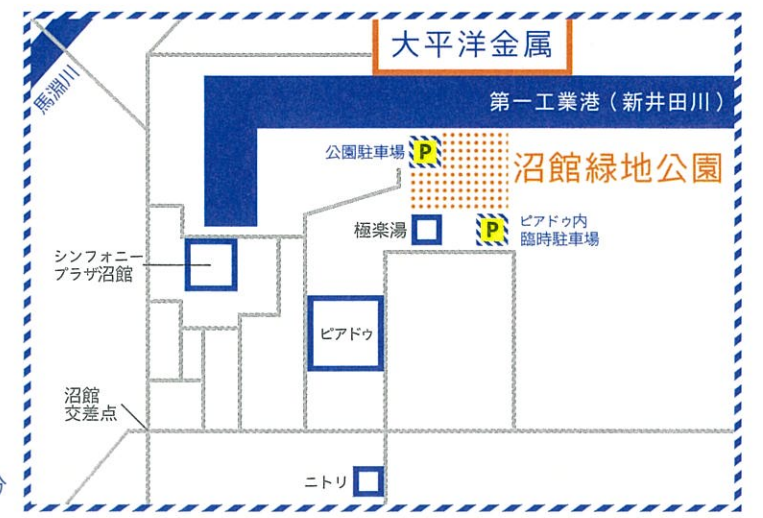 大平洋金属
馬淵川
第一工業港（新井田川）
公園駐車場
P
沼館緑地公園
極楽湯
P
ピアドゥ内
臨時駐車場
シンフォニー
プラザ沼館
ピアドゥ
沼館
交差点
ニトリ
分